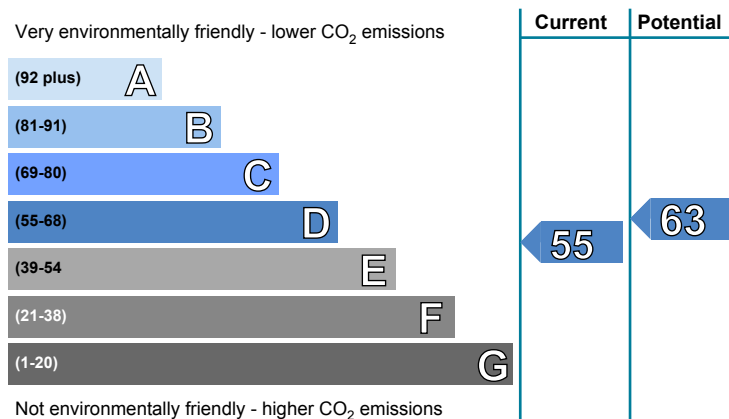 Very environmentally friendly - lower CO₂ emissions
Current
Potential
(92 plus) A
(81-91) B
(69-80) C
(55-68) D
(39-54 E
(21-38) F
(1-20) G
55
63
Not environmentally friendly - higher CO₂ emissions